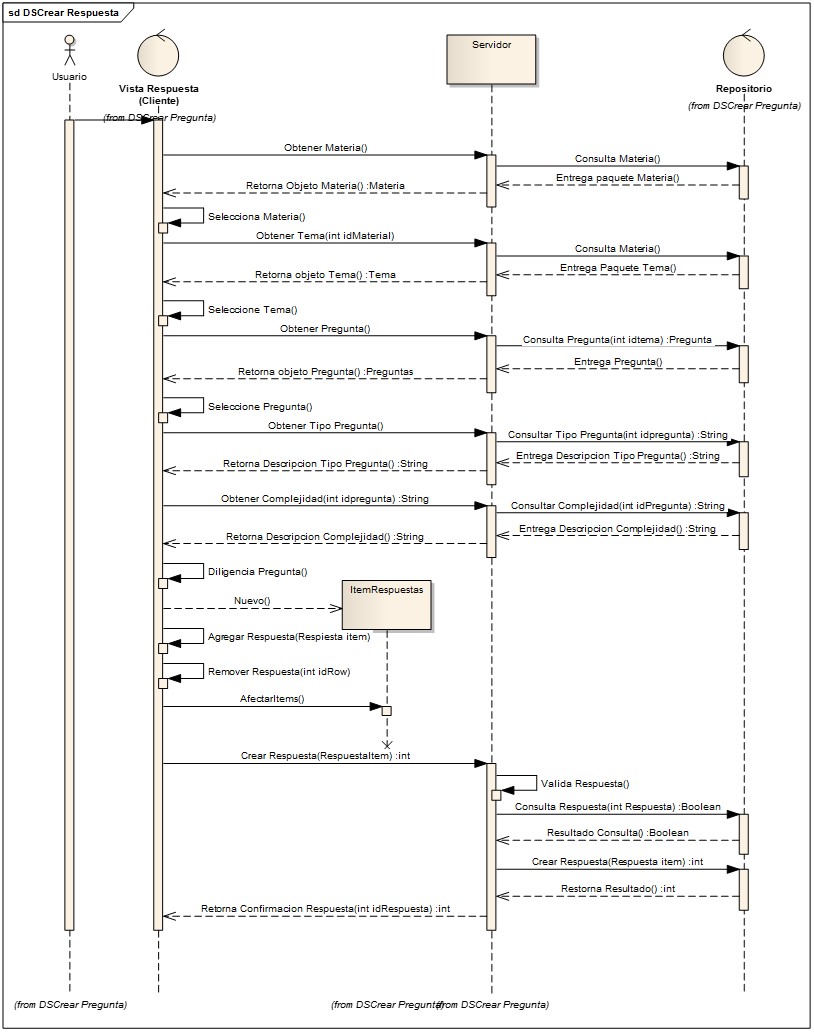 sd DSCrear Respuesta
Usuario
Vista Respuesta
(Cliente)
(from DSCrear Pregunta)
Servidor
Repositorio
(from DSCrear Pregunta)
Obtener Materia()
Consulta Materia()
Entrega paquete Materia()
Retorna Objeto Materia() :Materia
Selecciona Materia()
Obtener Tema(int idMaterial)
Consulta Materia()
Entrega Paquete Tema()
Retorna objeto Tema() :Tema
Seleccione Tema()
Obtener Pregunta()
Consulta Pregunta(int idtema) :Pregunta
Entrega Pregunta()
Retorna objeto Pregunta() :Preguntas
Seleccione Pregunta()
Obtener Tipo Pregunta()
Consultar Tipo Pregunta(int idpregunta) :String
Entrega Descripcion Tipo Pregunta() :String
Retorna Descripcion Tipo Pregunta() :String
Obtener Complejidad(int idpregunta) :String
Consultar Complejidad(int idPregunta) :String
Entrega Descripcion Complejidad() :String
Retorna Descripcion Complejidad() :String
Diligencia Pregunta()
ItemRespuestas
Nuevo()
Agregar Respuesta(Respiesta item)
Remover Respuesta(int idRow)
AfectarItems()
Crear Respuesta(RespuestaItem) :int
Valida Respuesta()
Consulta Respuesta(int Respuesta) :Boolean
Resultado Consulta() :Boolean
Crear Respuesta(Respuesta item) :int
Restorna Resultado() :int
Retorna Confirmacion Respuesta(int idRespuesta) :int
(from DSCrear Pregunta)
(from DSCrear Pregunta)
(from DSCrear Pregunta)